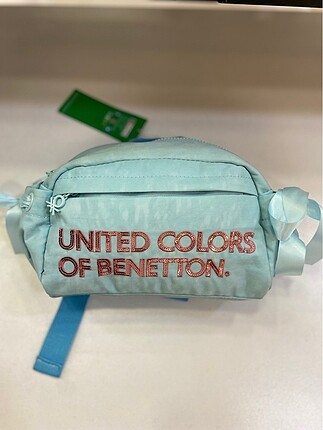 UNITED COLORS
OF BENETTON.